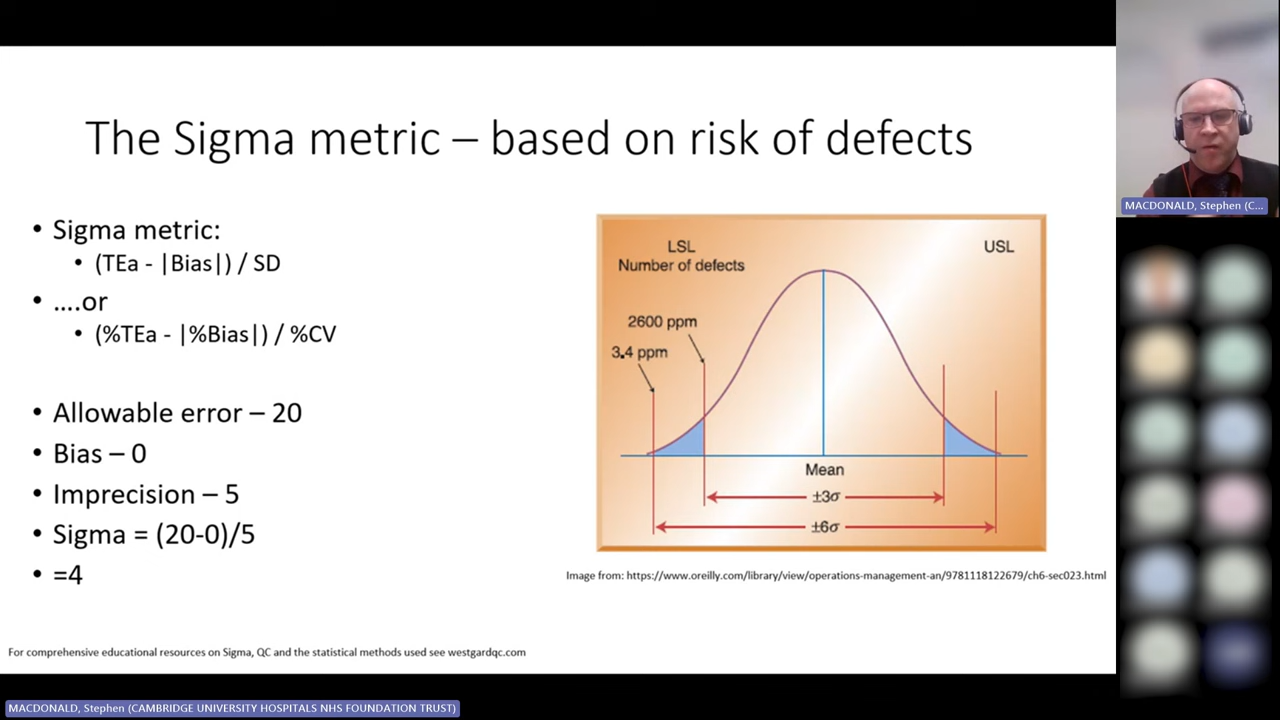 The Sigma metric – based on risk of defects
• Sigma metric:
• (TEa - |Bias|) / SD
• ….or
• (%TEa - |%Bias|) / %CV
• Allowable error – 20
• Bias – 0
• Imprecision – 5
• Sigma = (20-0)/5
• =4
LSL
Number of defects
USL
2600 ppm
3.4 ppm
Mean
±3σ
±6σ
Image from: https://www.oreilly.com/library/view/operations-management-an/9781118122679/ch6-sec023.html
For comprehensive educational resources on Sigma, QC and the statistical methods used see westgardqc.com
MACDONALD, Stephen (C...
MACDONALD, Stephen (CAMBRIDGE UNIVERSITY HOSPITALS NHS FOUNDATION TRUST)